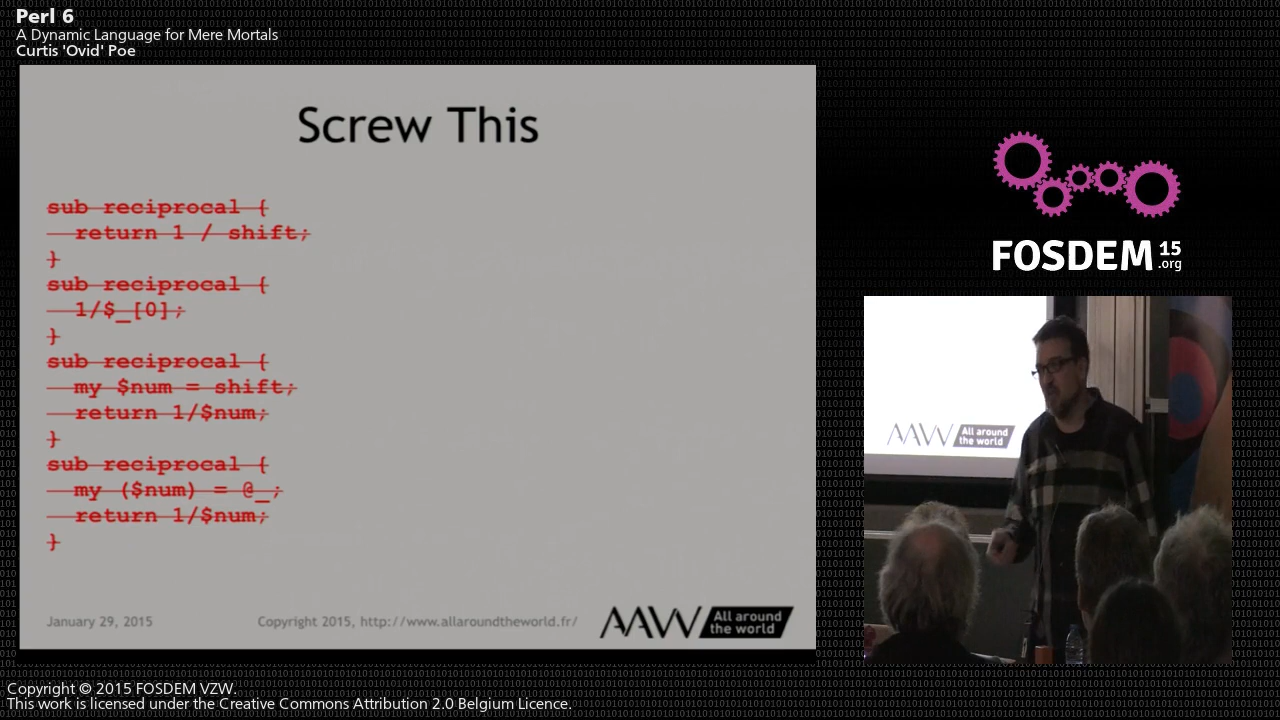 Perl 6
A Dynamic Language for Mere Mortals
Curtis 'Ovid' Poe
Screw This
sub reciprocal {
  return 1 / shift;
}
sub reciprocal {
  1/$_[0];
}
sub reciprocal {
  my $num = shift;
  return 1/$num;
}
sub reciprocal {
  my ($num) = @_;
  return 1/$num;
}
January 29, 2015
Copyright 2015, http://www.allaroundtheworld.fr/
AAW All around
the world
FOSDEM 15
.org
AAW All around
the world
Copyright © 2015 FOSDEM VZW.
This work is licensed under the Creative Commons Attribution 2.0 Belgium Licence.